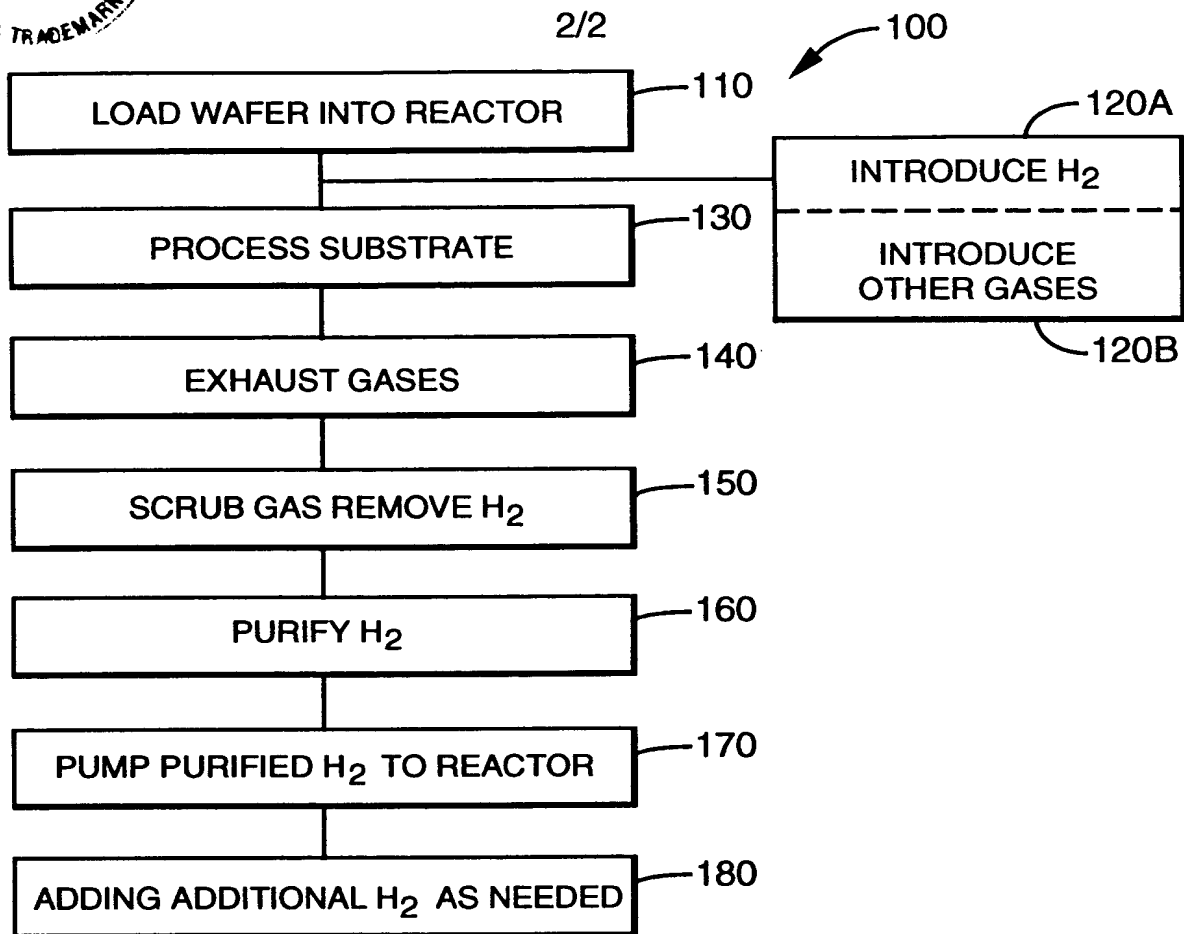 TRADEMARK
2/2
100
LOAD WAFER INTO REACTOR
110
120A
INTRODUCE H2
INTRODUCE
OTHER GASES
120B
PROCESS SUBSTRATE
130
EXHAUST GASES
140
SCRUB GAS REMOVE H2
150
PURIFY H2
160
PUMP PURIFIED H2 TO REACTOR
170
ADDING ADDITIONAL H2 AS NEEDED
180